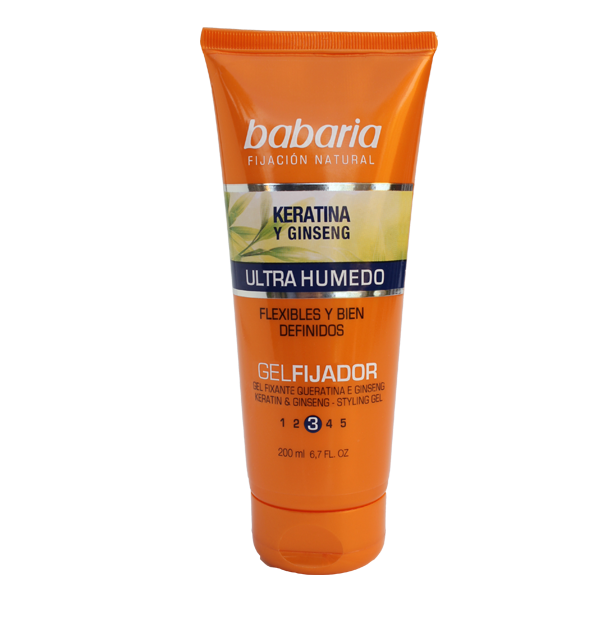 babaria
FIJACIÓN NATURAL
KERATINA
Y GINSENG
ULTRA HUMEDO
FLEXIBLES Y BIEN
DEFINIDOS
GELFIJADOR
GEL FIXANTE QUERATINA E GINSENG
KERATIN & GINSENG - STYLING GEL
1 2 3 4 5
200 ml 6,7 FL. OZ